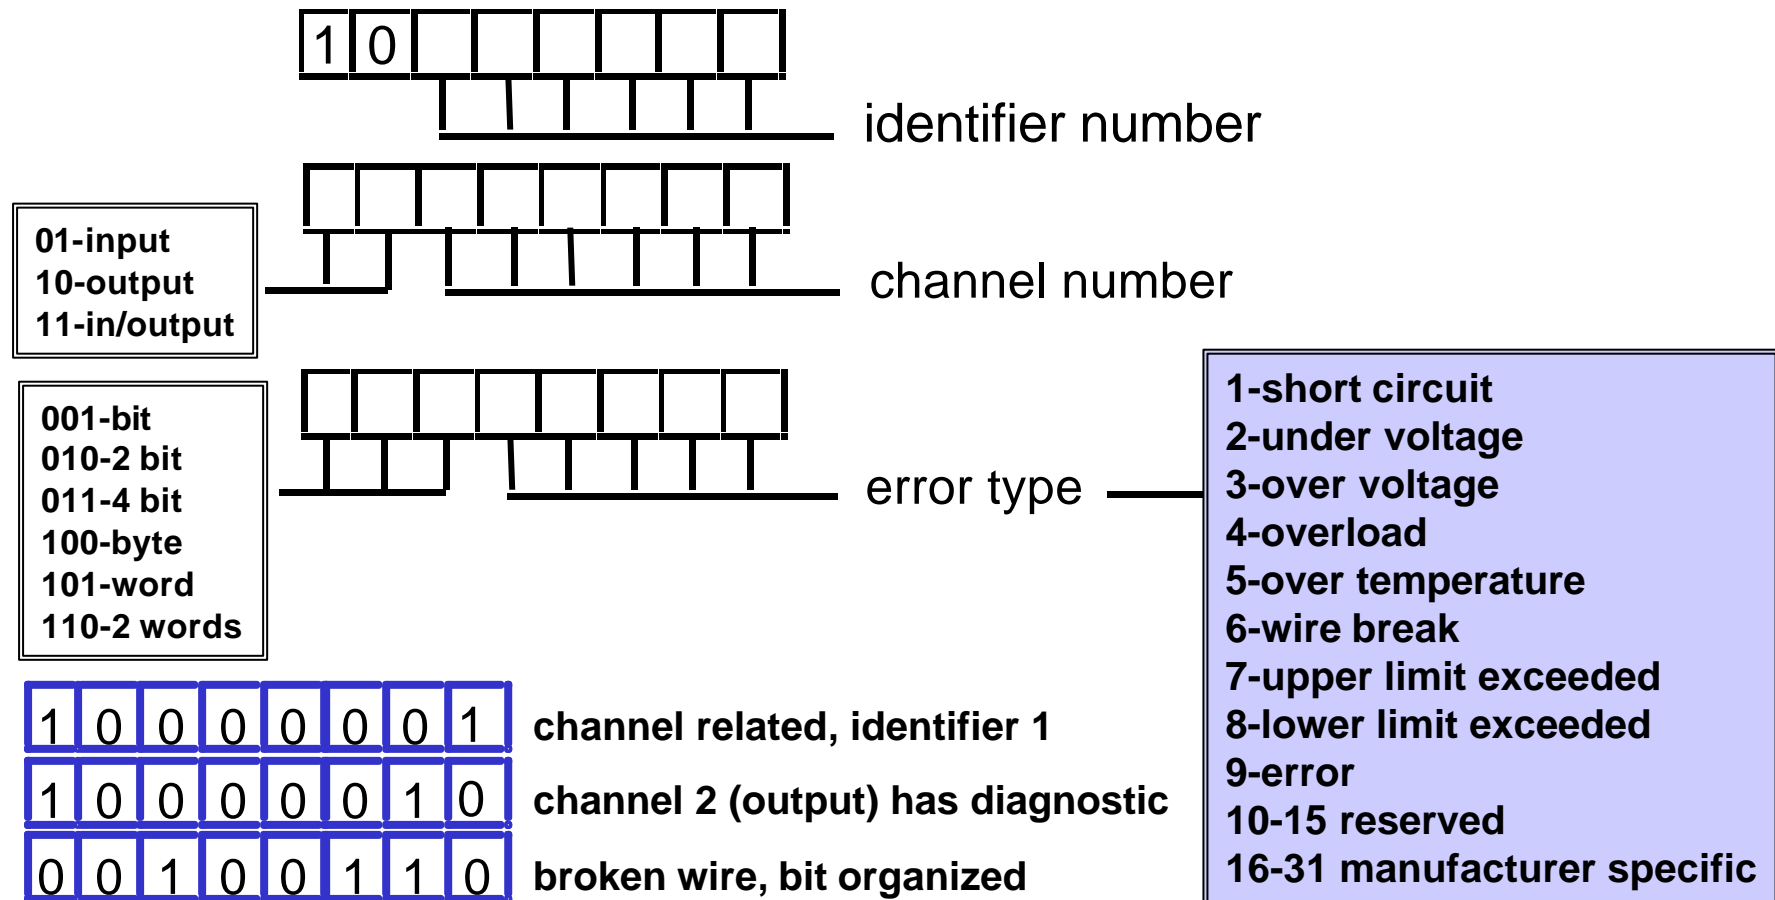 1 0
identifier number
01-input
10-output
11-in/output
channel number
001-bit
010-2 bit
011-4 bit
100-byte
101-word
110-2 words
error type
1-short circuit
2-under voltage
3-over voltage
4-overload
5-over temperature
6-wire break
7-upper limit exceeded
8-lower limit exceeded
9-error
10-15 reserved
16-31 manufacturer specific
1 0 0 0 0 0 0 1 channel related, identifier 1
1 0 0 0 0 0 1 0 channel 2 (output) has diagnostic
0 0 1 0 0 1 1 0 broken wire, bit organized